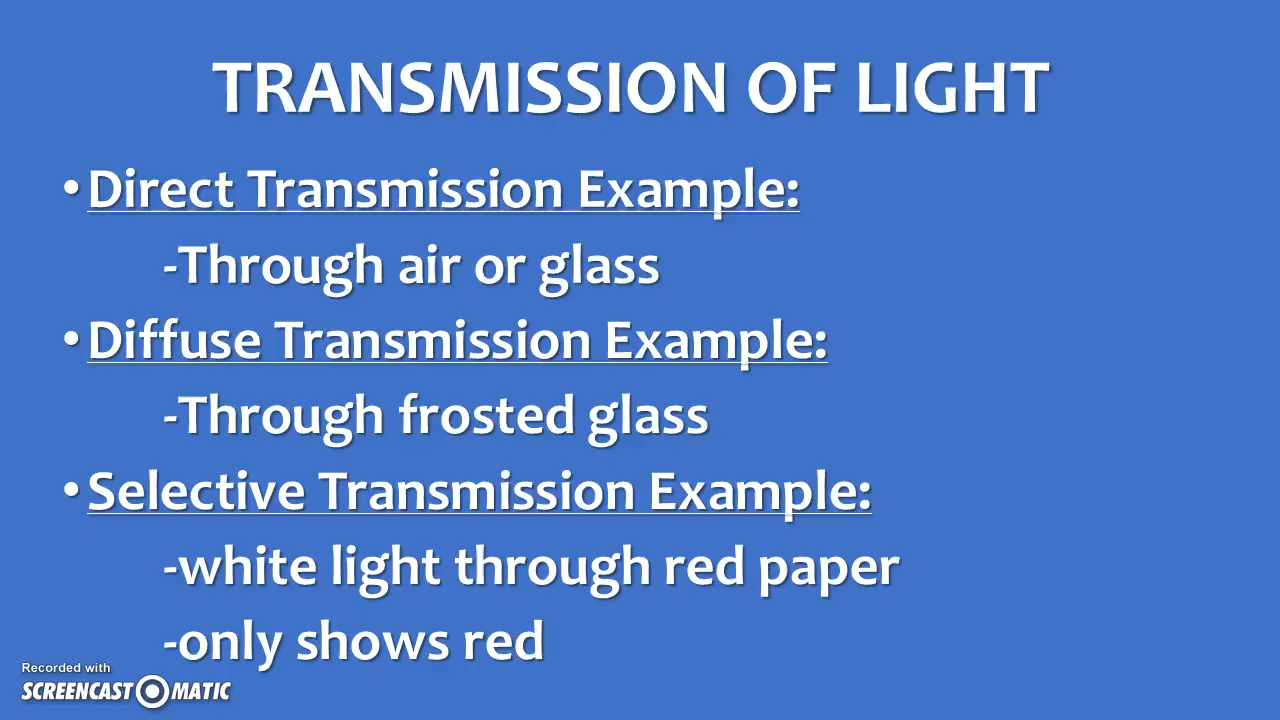 TRANSMISSION OF LIGHT
•Direct Transmission Example:
-Through air or glass
•Diffuse Transmission Example:
-Through frosted glass
•Selective Transmission Example:
-white light through red paper
-only shows red
Recorded with
SCREENCAST MATIC